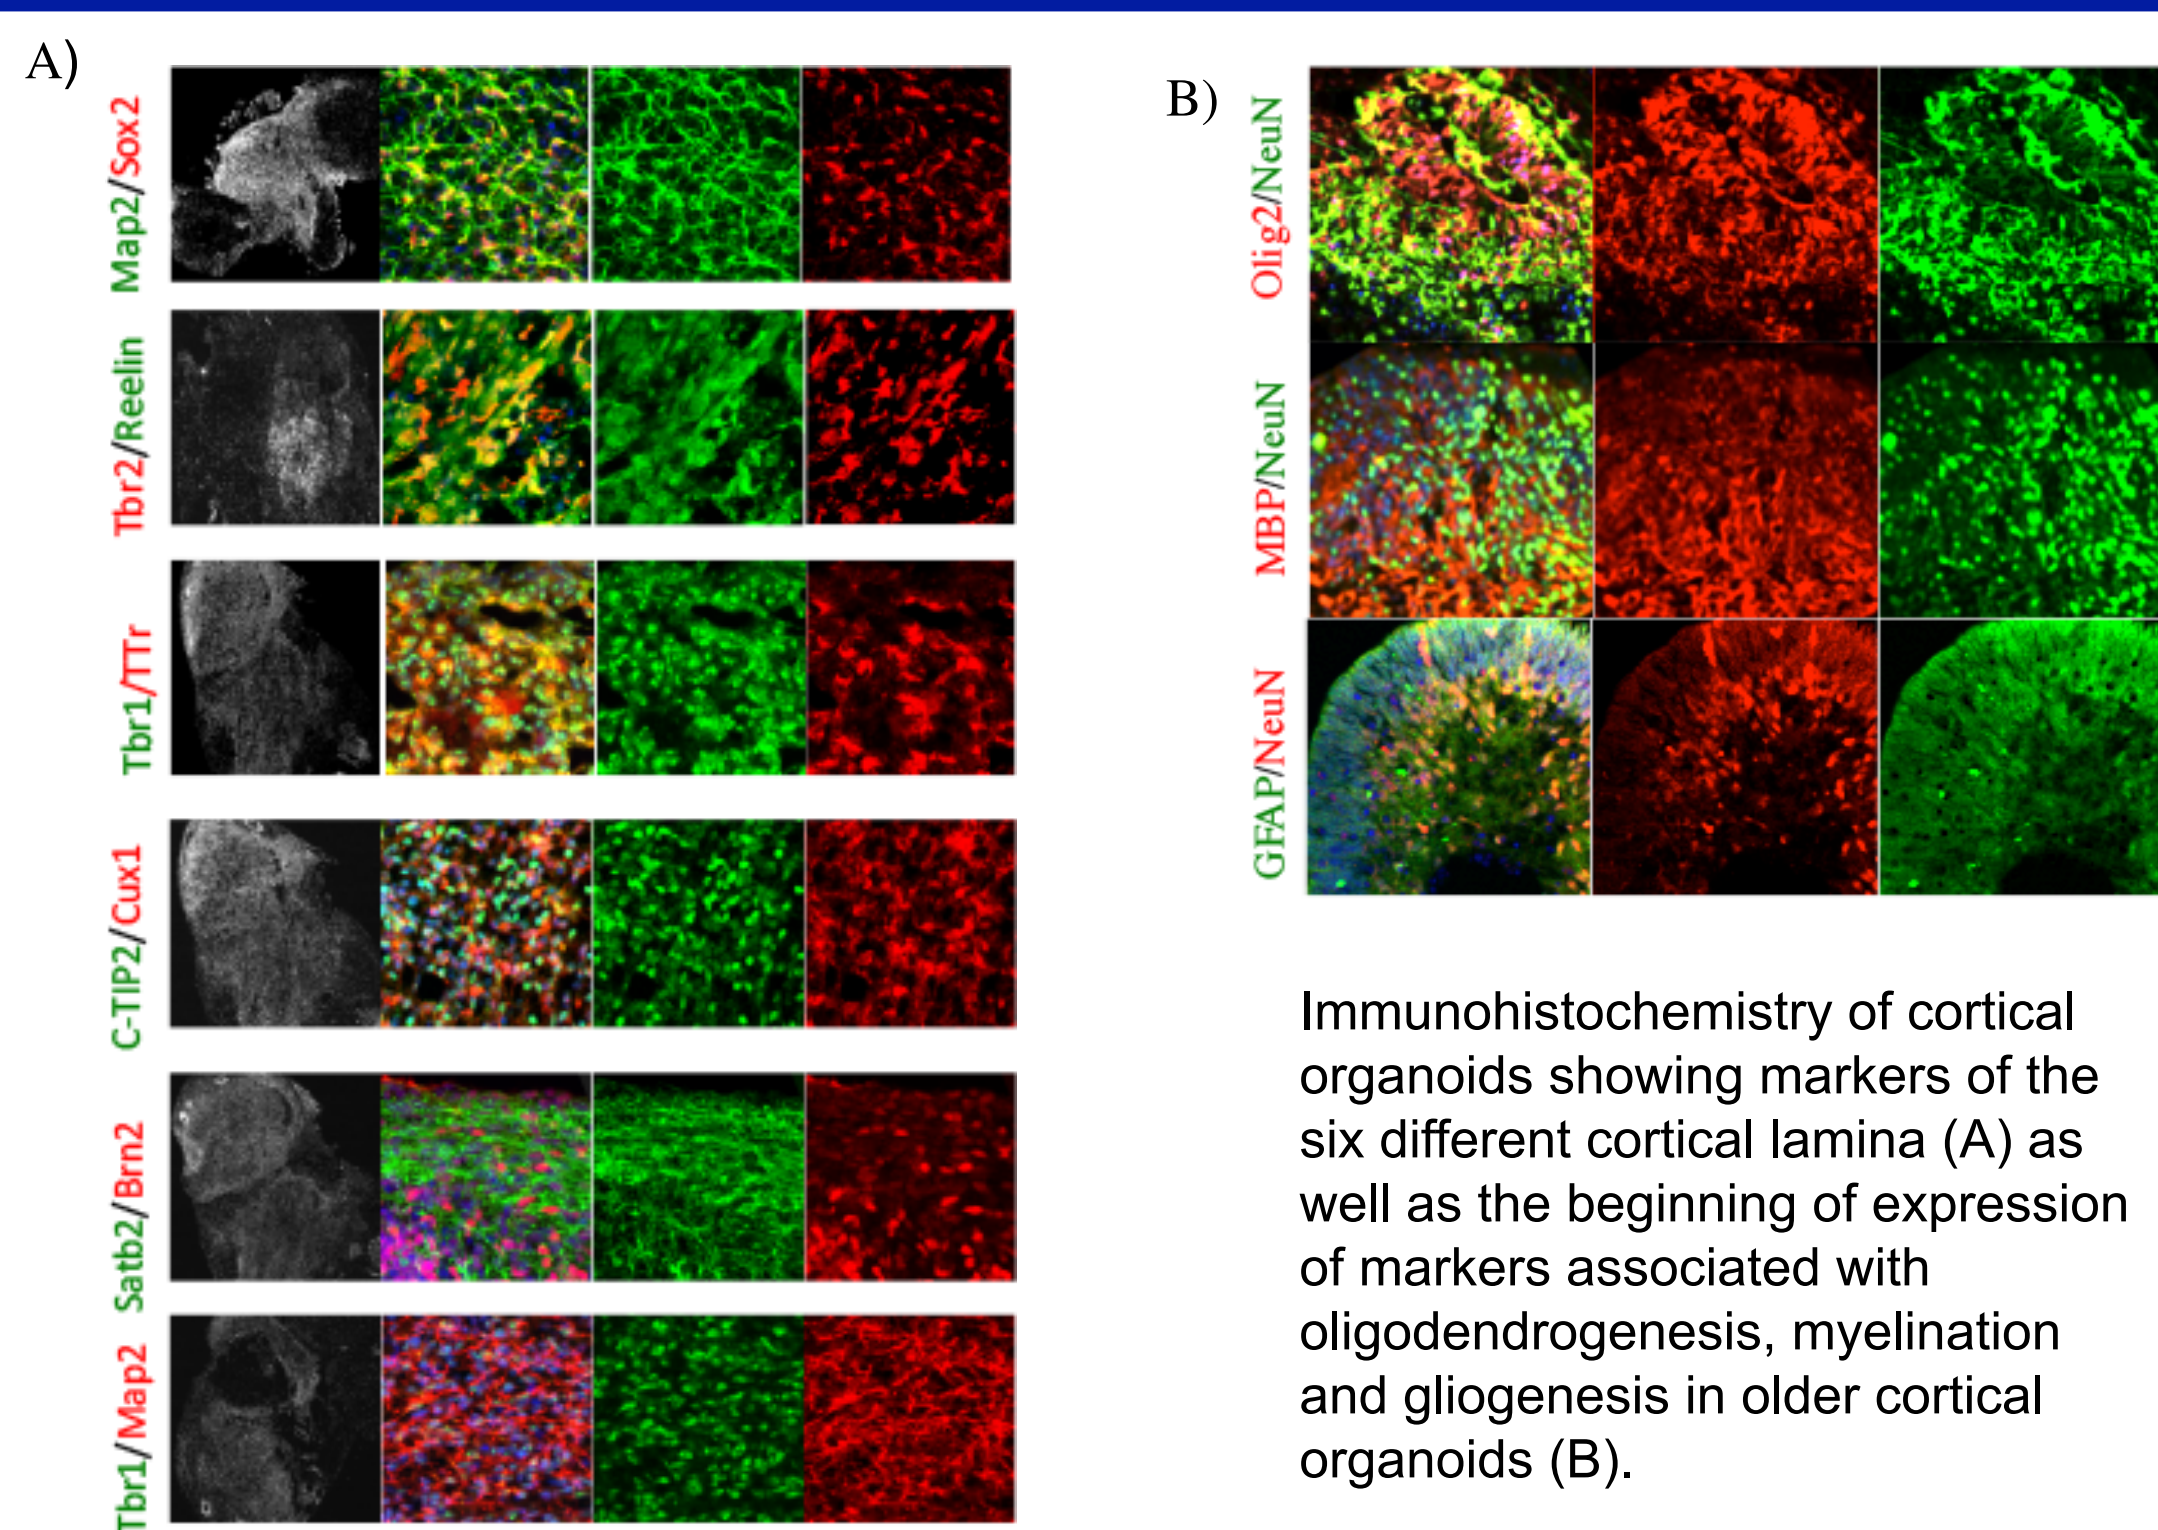 A)
Map2/Sox2
Tbr2/Reelin
Tbr1/TTr
C-TIP2/Cux1
Satb2/Brn2
Tbr1/Map2
B)
Olig2/NeuN
MBP/NeuN
GFAP/NeuN
Immunohistochemistry of cortical
organoids showing markers of the
six different cortical lamina (A) as
well as the beginning of expression
of markers associated with
oligodendrogenesis, myelination
and gliogenesis in older cortical
organoids (B).